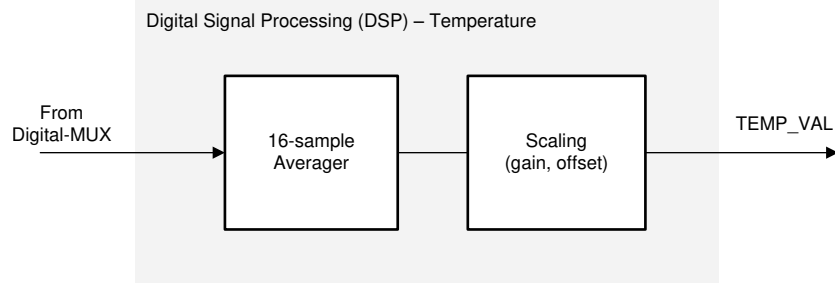 Digital Signal Processing (DSP) – Temperature
From
Digital-MUX
16-sample
Averager
Scaling
(gain, offset)
TEMP_VAL